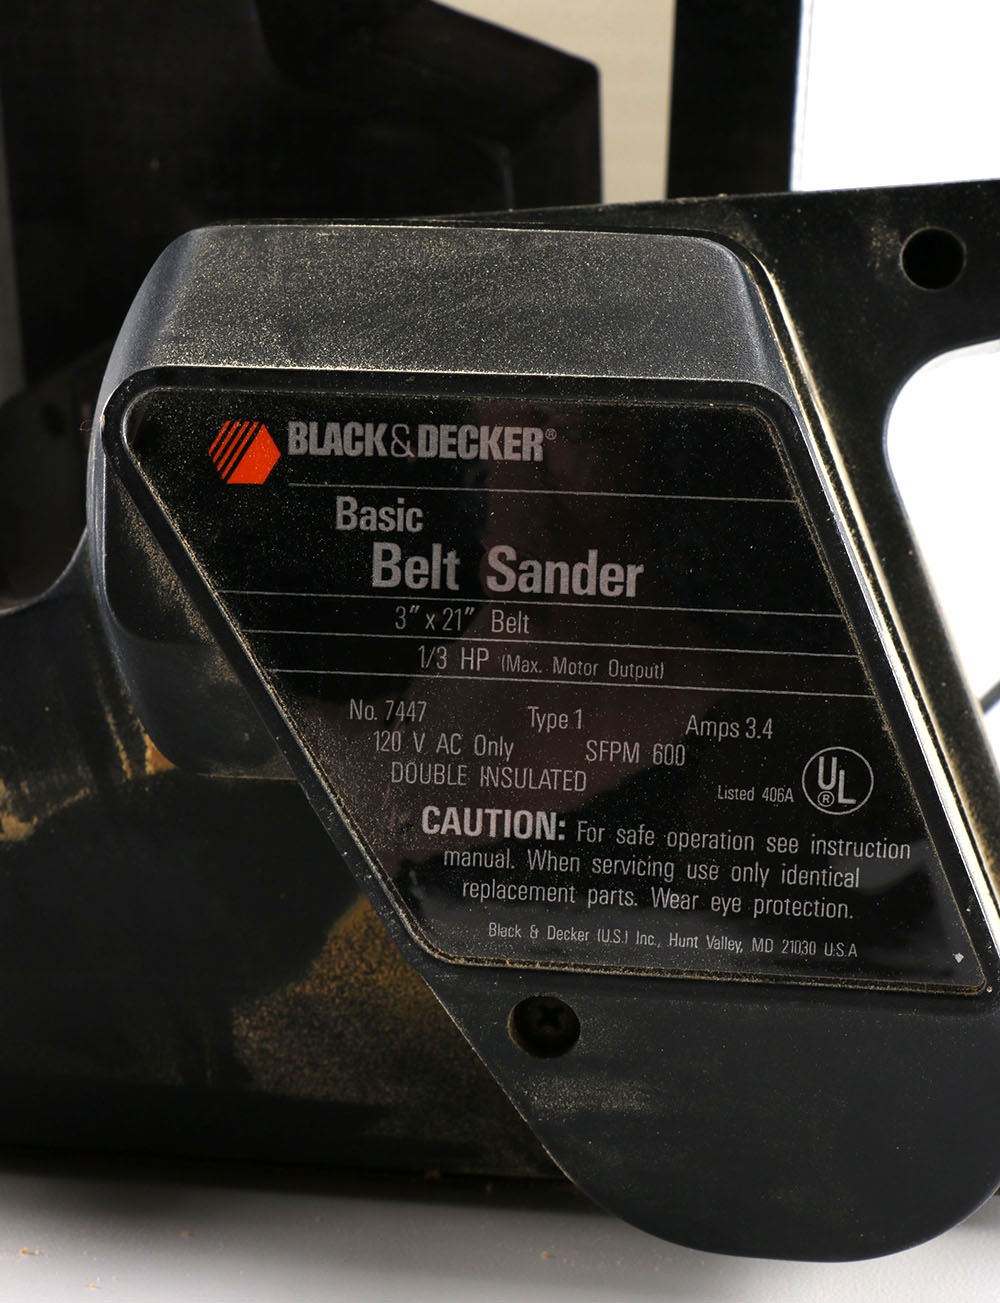 BLACK&DECKER®
Basic
Belt Sander
3" x 21" Belt
1/3 HP (Max. Motor Output)
No. 7447 Type 1 Amps 3.4
120 V AC Only SFPM 600
DOUBLE INSULATED
Listed 406A UL ®
CAUTION: For safe operation see instruction
manual. When servicing use only identical
replacement parts. Wear eye protection.
Black & Decker (U.S.) Inc., Hunt Valley, MD 21030 U.S.A